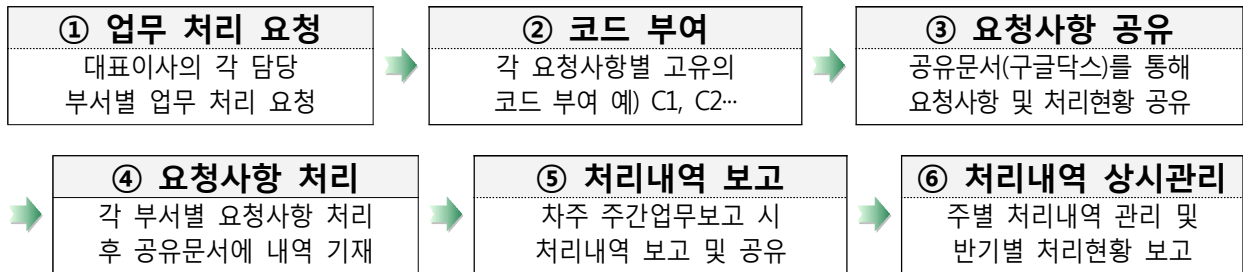 ① 업무 처리 요청
대표이사의 각 담당
부서별 업무 처리 요청
② 코드 부여
각 요청사항별 고유의
코드 부여 예) C1, C2…
③ 요청사항 공유
공유문서(구글닥스)를 통해
요청사항 및 처리현황 공유
④ 요청사항 처리
각 부서별 요청사항 처리
후 공유문서에 내역 기재
⑤ 처리내역 보고
차주 주간업무보고 시
처리내역 보고 및 공유
⑥ 처리내역 상시관리
주별 처리내역 관리 및
반기별 처리현황 보고